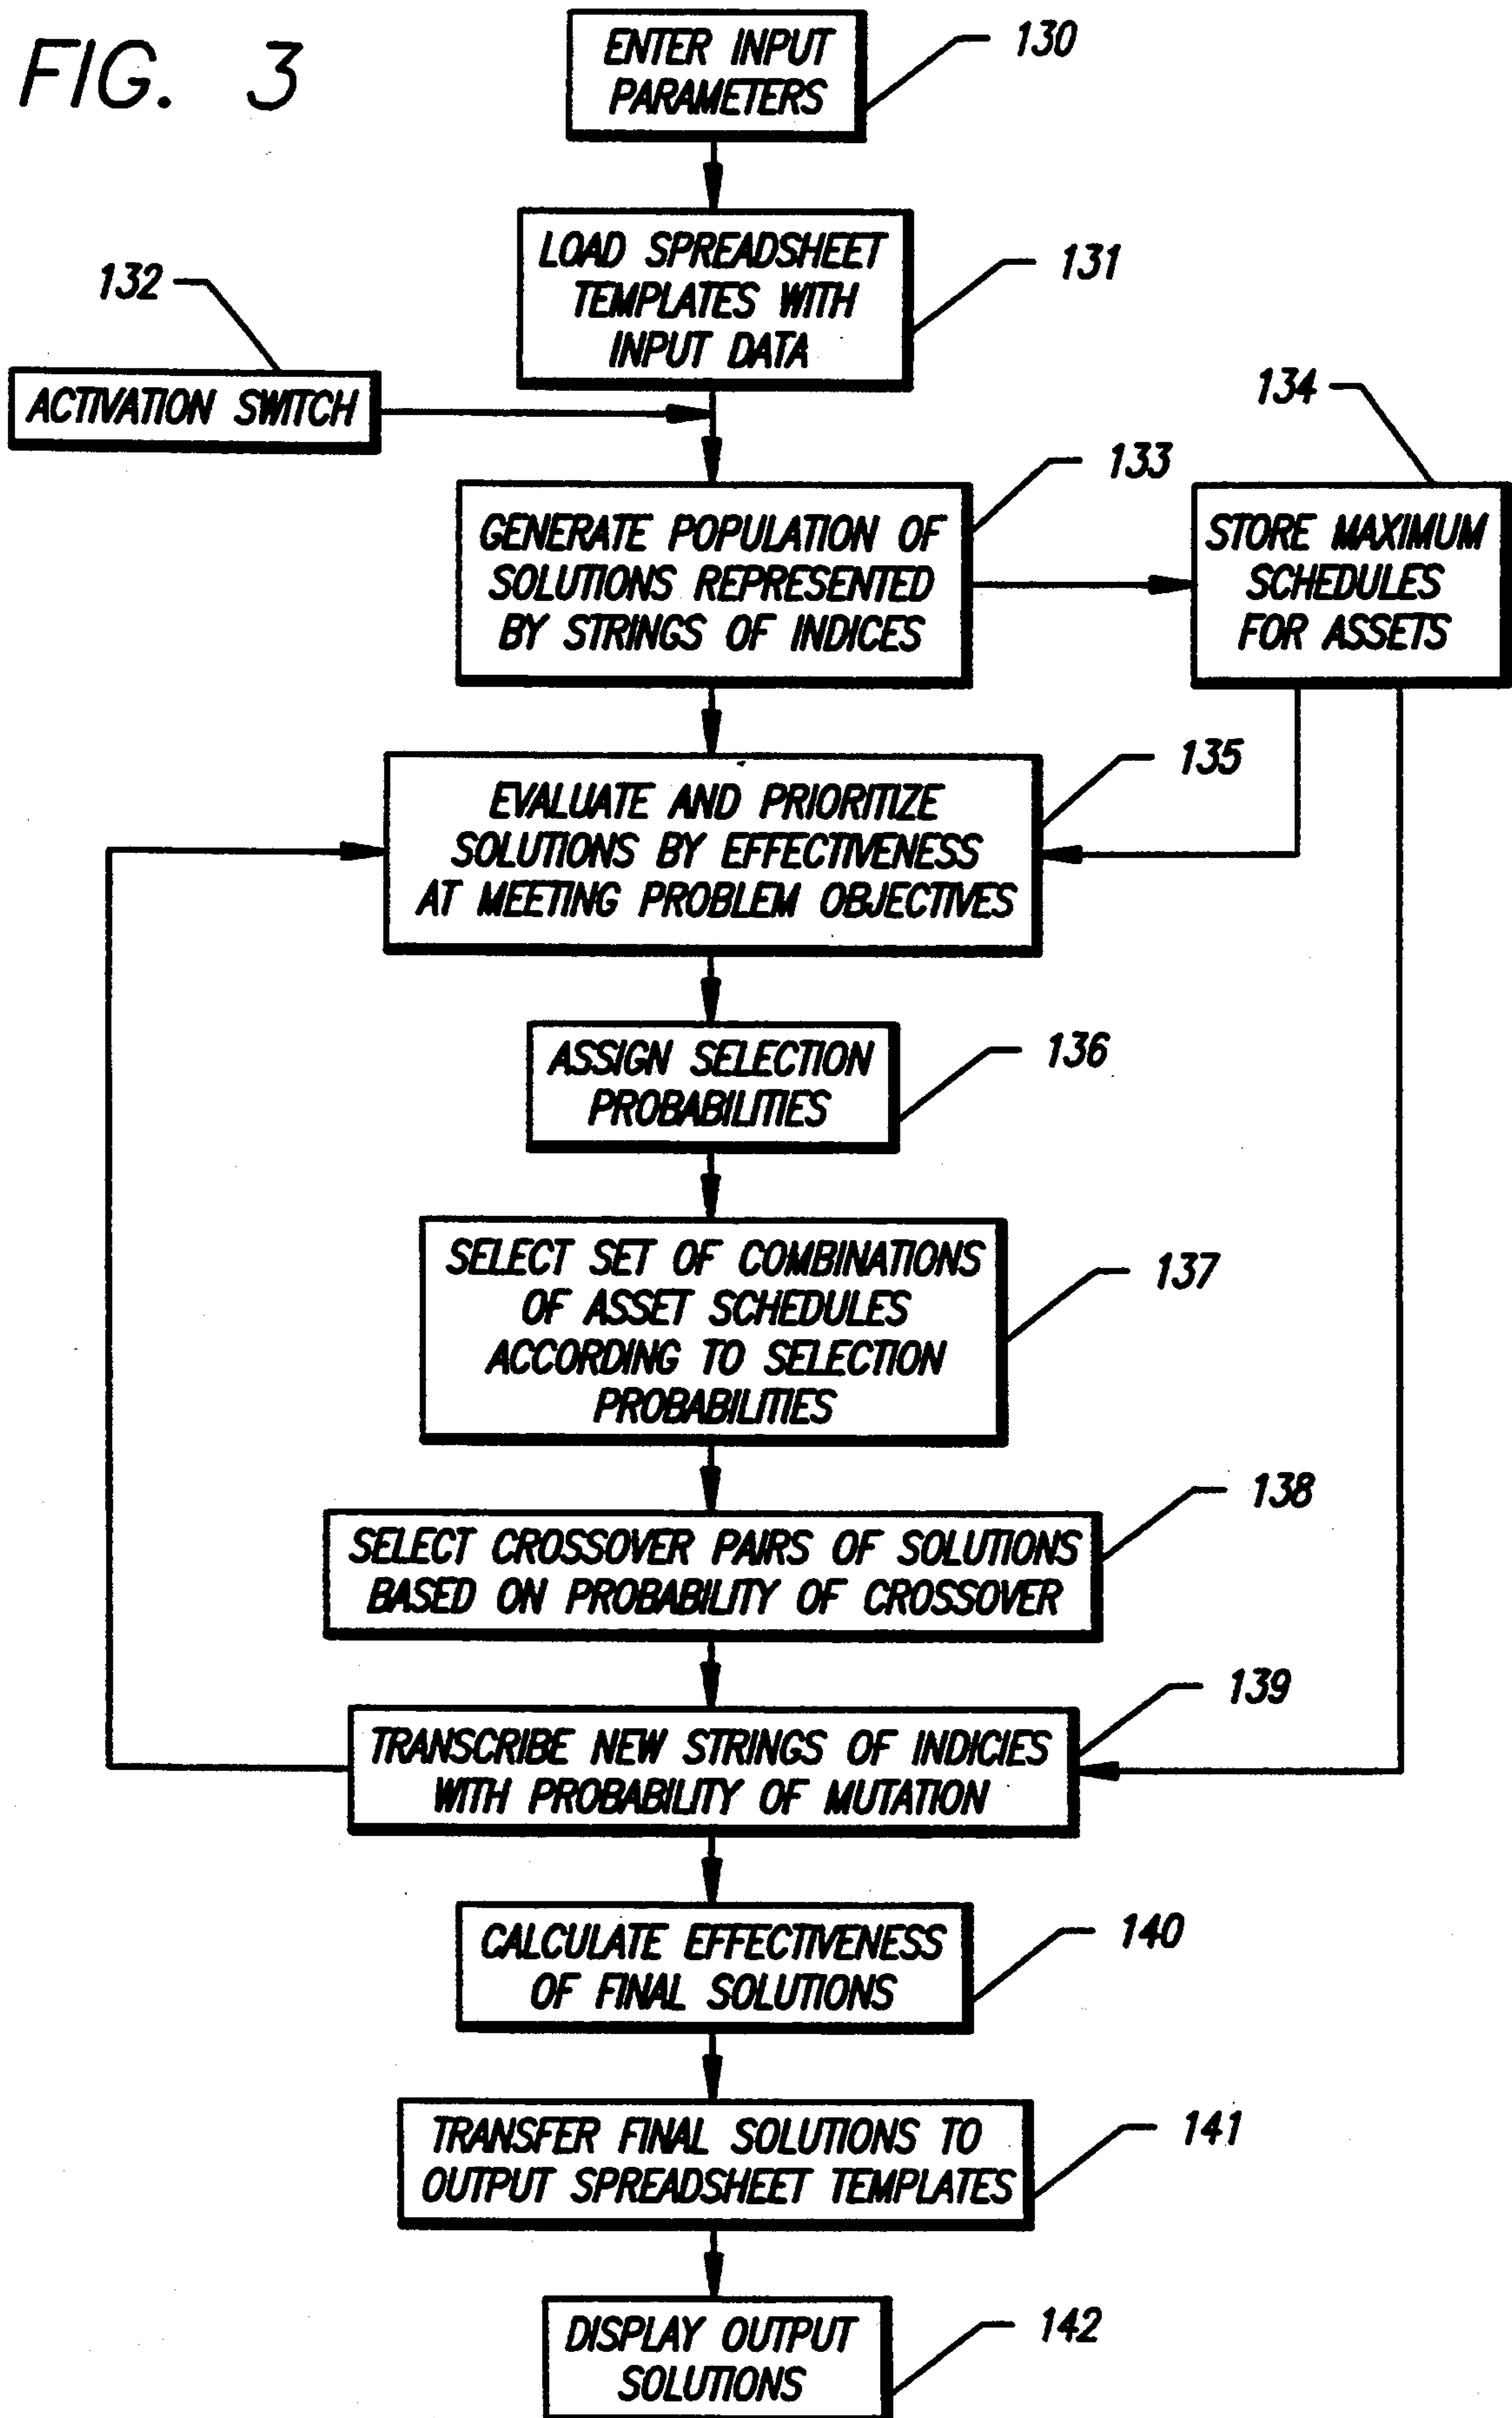 FIG. 3
ENTER INPUT
PARAMETERS
130
LOAD SPREADSHEET
TEMPLATES WITH
INPUT DATA
131
132
ACTIVATION SWITCH
133
GENERATE POPULATION OF
SOLUTIONS REPRESENTED
BY STRINGS OF INDICES
134
STORE MAXIMUM
SCHEDULES
FOR ASSETS
135
EVALUATE AND PRIORITIZE
SOLUTIONS BY EFFECTIVENESS
AT MEETING PROBLEM OBJECTIVES
136
ASSIGN SELECTION
PROBABILITIES
137
SELECT SET OF COMBINATIONS
OF ASSET SCHEDULES
ACCORDING TO SELECTION
PROBABILITIES
138
SELECT CROSSOVER PAIRS OF SOLUTIONS
BASED ON PROBABILITY OF CROSSOVER
139
TRANSCRIBE NEW STRINGS OF INDICIES
WITH PROBABILITY OF MUTATION
140
CALCULATE EFFECTIVENESS
OF FINAL SOLUTIONS
141
TRANSFER FINAL SOLUTIONS TO
OUTPUT SPREADSHEET TEMPLATES
142
DISPLAY OUTPUT
SOLUTIONS